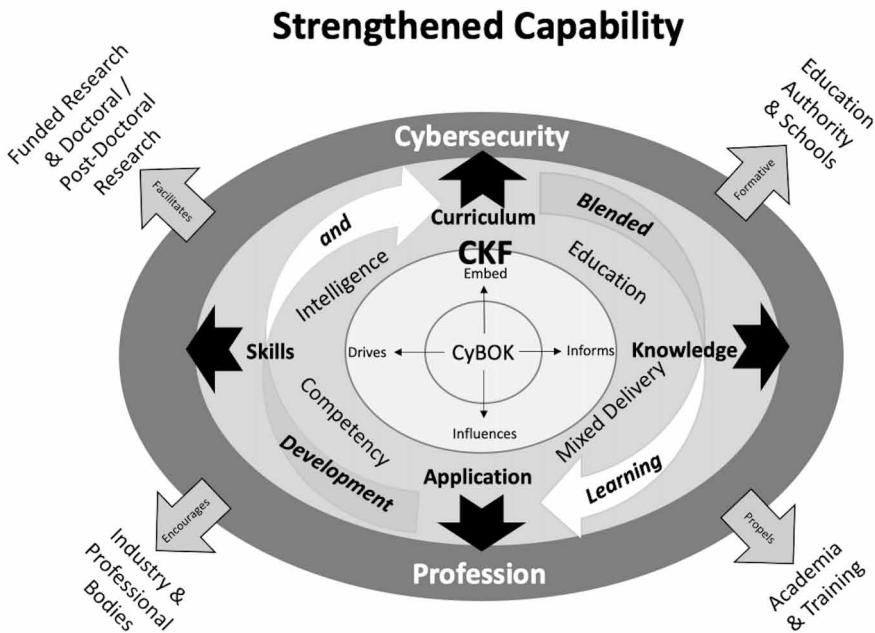 Strengthened Capability
Funded Research
& Doctoral /
Post-Doctoral
Research
Facilitates
Education
Authority
& Schools
Formative
Cybersecurity
Curriculum
CKF
Embed
and
Blended
Intelligence
Education
Skills
Drives
CyBOK
Informs
Knowledge
Influences
Competency
Mixed Delivery
Development
Application
Learning
Profession
Encourages
Industry &
Professional
Bodies
Propels
Academia
& Training